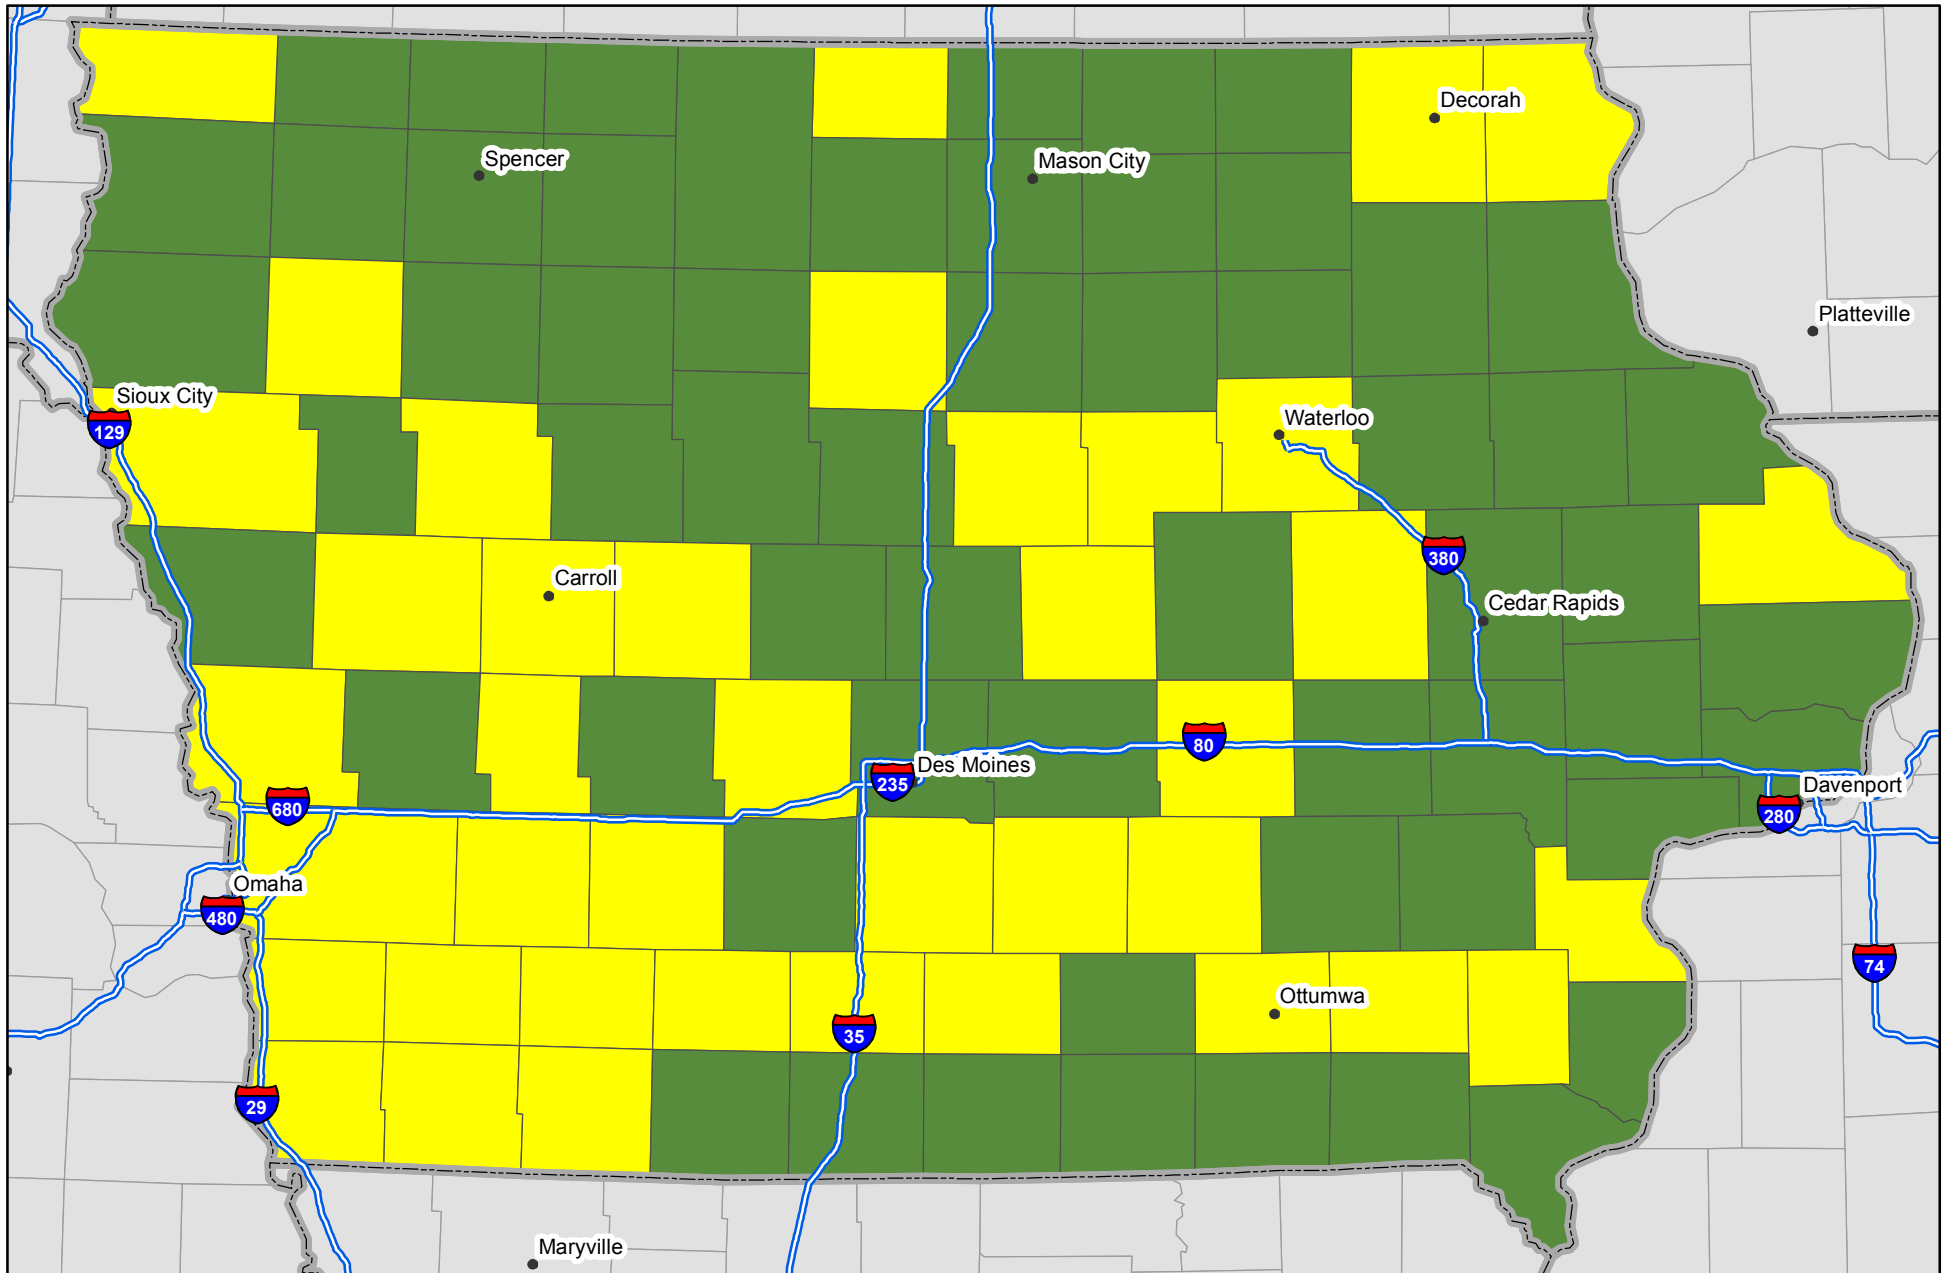 Decorah
Spencer
Mason City
Platteville
Sioux City
129
Waterloo
380
Carroll
Cedar Rapids
80
Des Moines
235
680
Davenport
280
Omaha
480
74
Ottumwa
35
29
Maryville